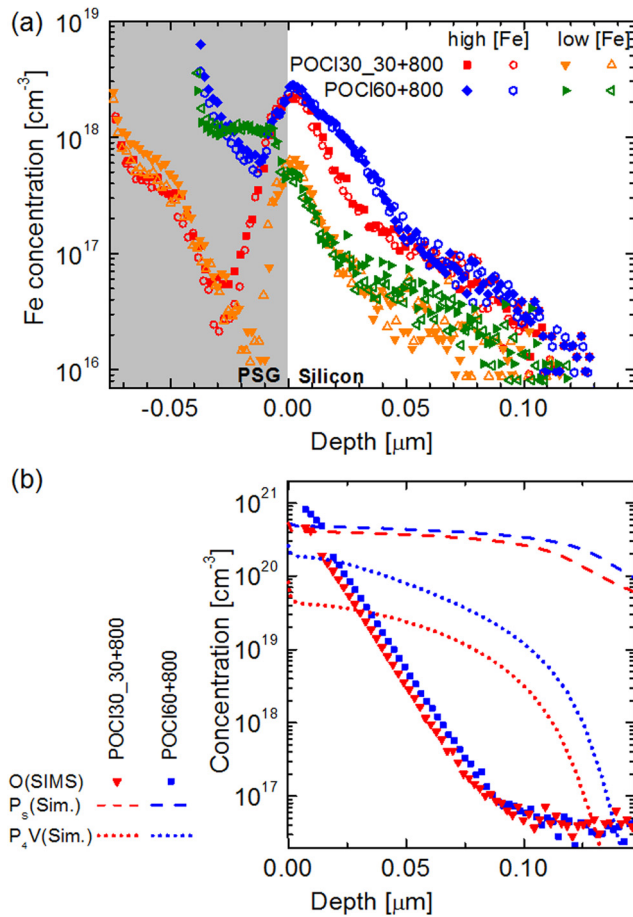 (a)
10^19
10^18
10^17
10^16
Fe concentration [cm^-3]
high [Fe] low [Fe]
POCl30_30+800
POCl60+800
PSG Silicon
-0.05 0.00 0.05 0.10
Depth [μm]
(b)
10^21
10^20
10^19
10^18
10^17
Concentration [cm^-3]
POCl30_30+800
POCl60+800
O(SIMS)
P_S(Sim.)
P_4V(Sim.)
0.00 0.05 0.10
Depth [μm]